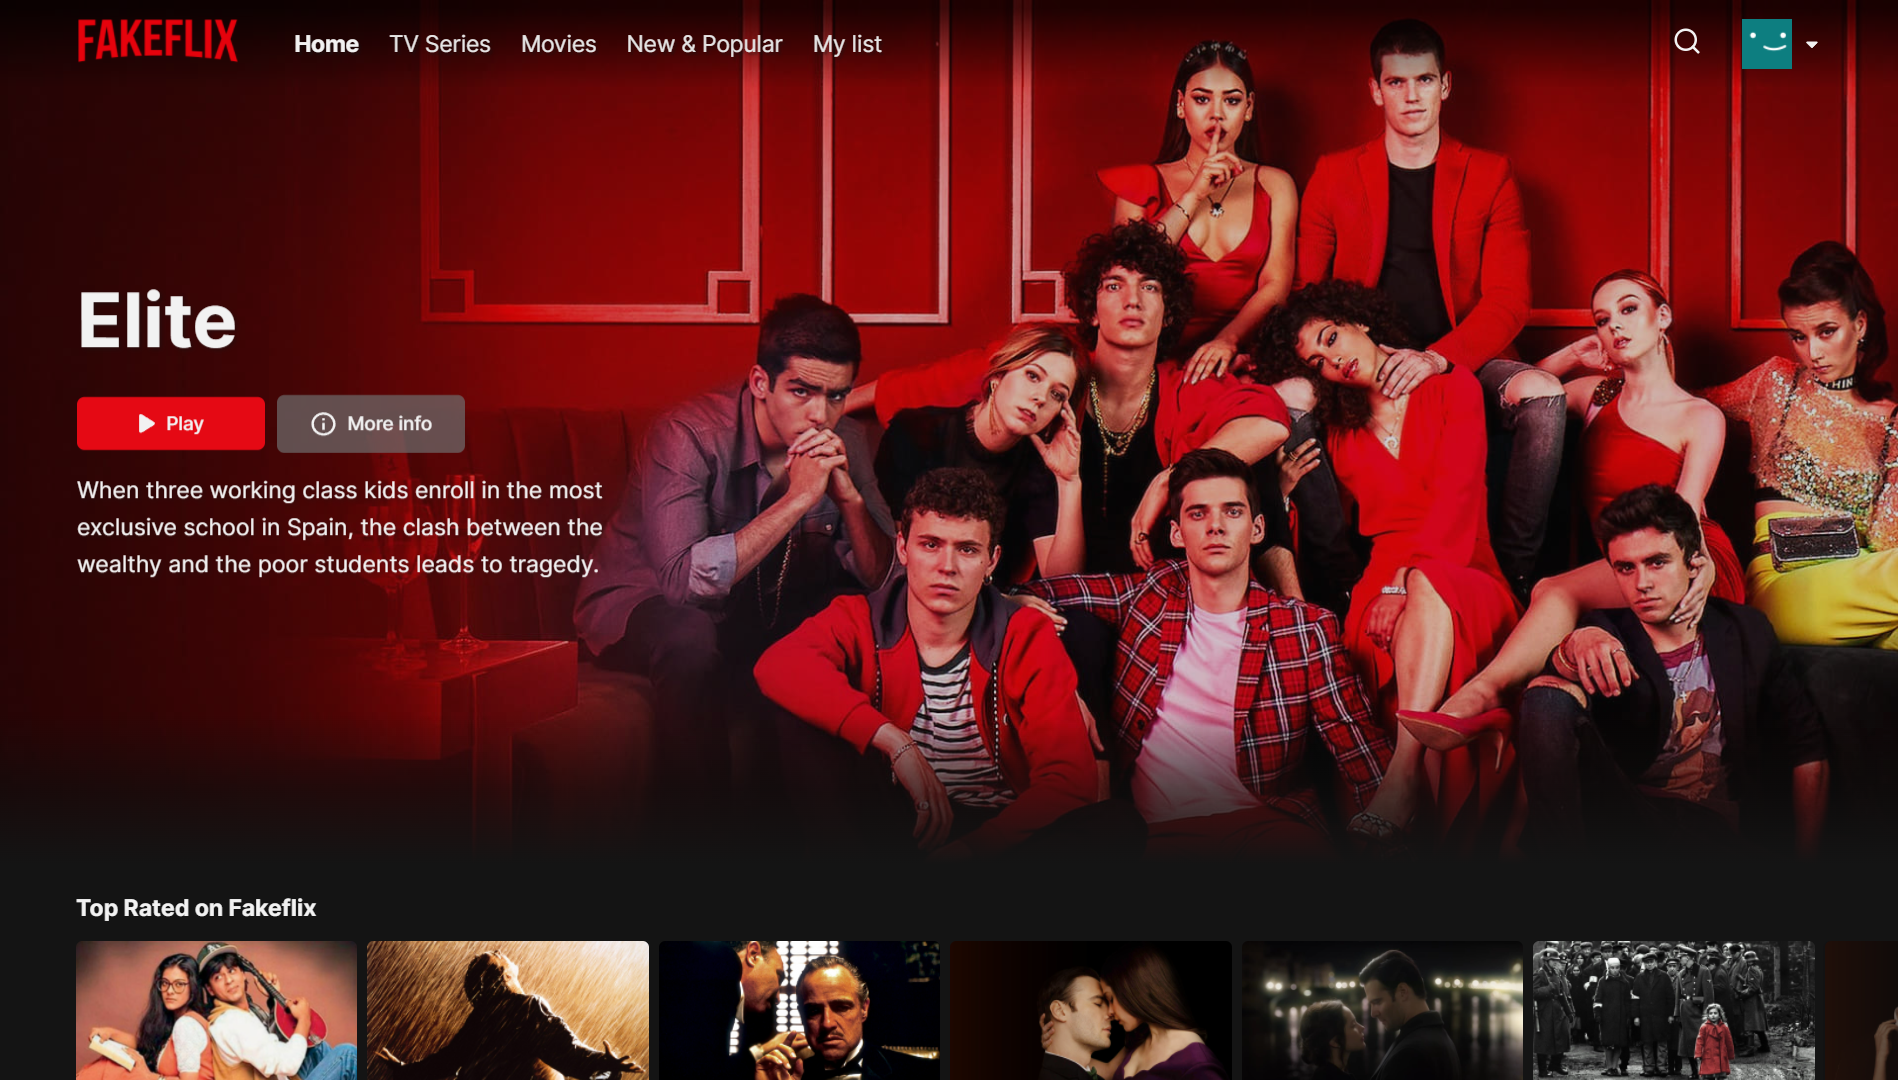 FAKEFLIX
Home TV Series Movies New & Popular My list
Elite
Play More info
When three working class kids enroll in the most
exclusive school in Spain, the clash between the
wealthy and the poor students leads to tragedy.
Top Rated on Fakeflix